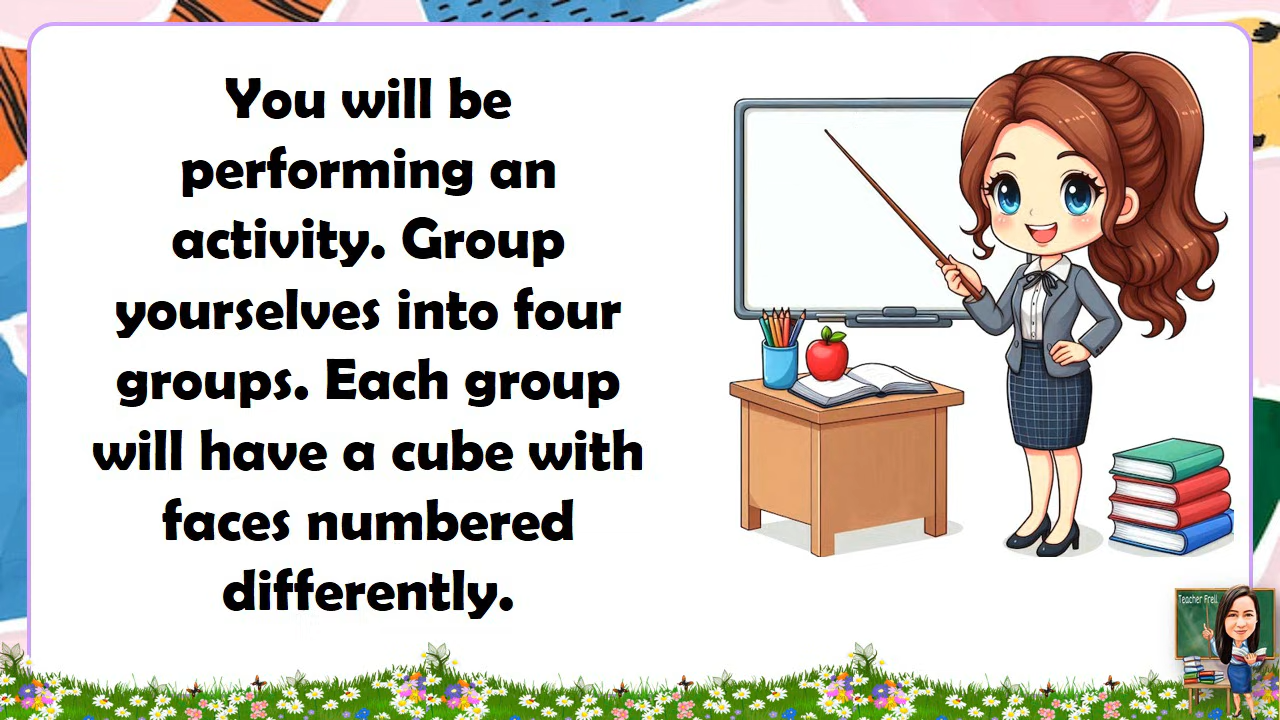 You will be
performing an
activity. Group
yourselves into four
groups. Each group
will have a cube with
faces numbered
differently.
Teacher Frell